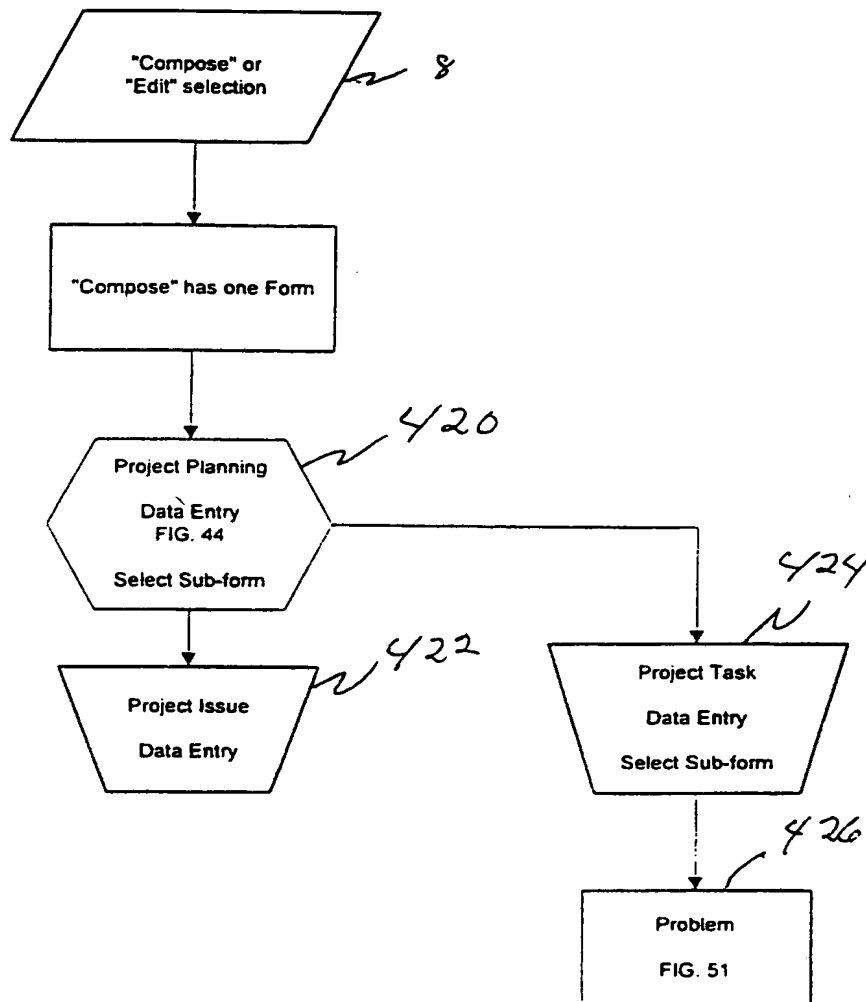 "Compose" or
"Edit" selection
8
"Compose" has one Form
420
Project Planning
Data Entry
FIG. 44
Select Sub-form
424
422
Project Issue
Data Entry
Project Task
Data Entry
Select Sub-form
426
Problem
FIG. 51